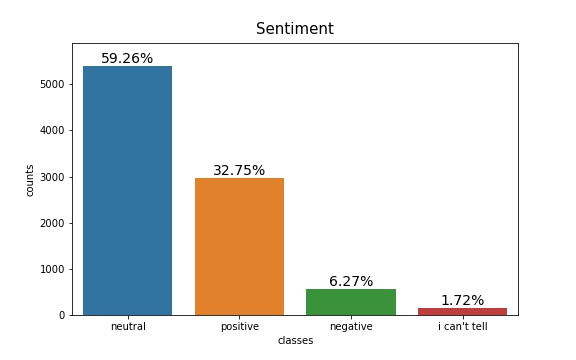 Sentiment
59.26%
32.75%
6.27%
1.72%
5000
4000
3000
2000
1000
0
counts
neutral positive negative i can't tell
classes